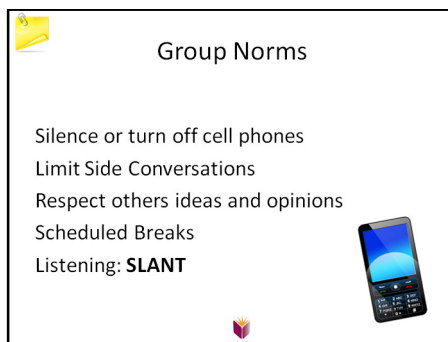 Group Norms
Silence or turn off cell phones
Limit Side Conversations
Respect others ideas and opinions
Scheduled Breaks
Listening: SLANT